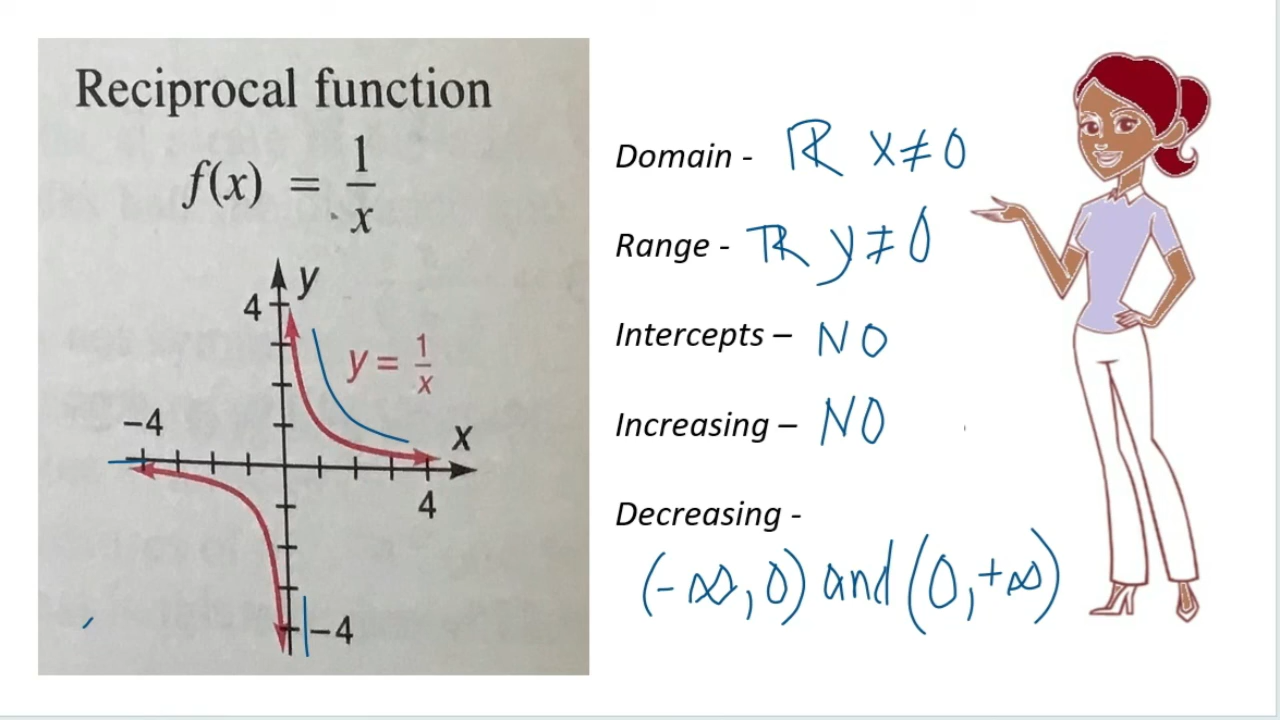 Reciprocal function
f(x) = 1/x
y
4
y = 1/x
-4
x
4
-4
Domain - ℝ x≠0
Range - ℝ y≠0
Intercepts – NO
Increasing – NO
Decreasing -
(-∞,0) and (0,+∞)